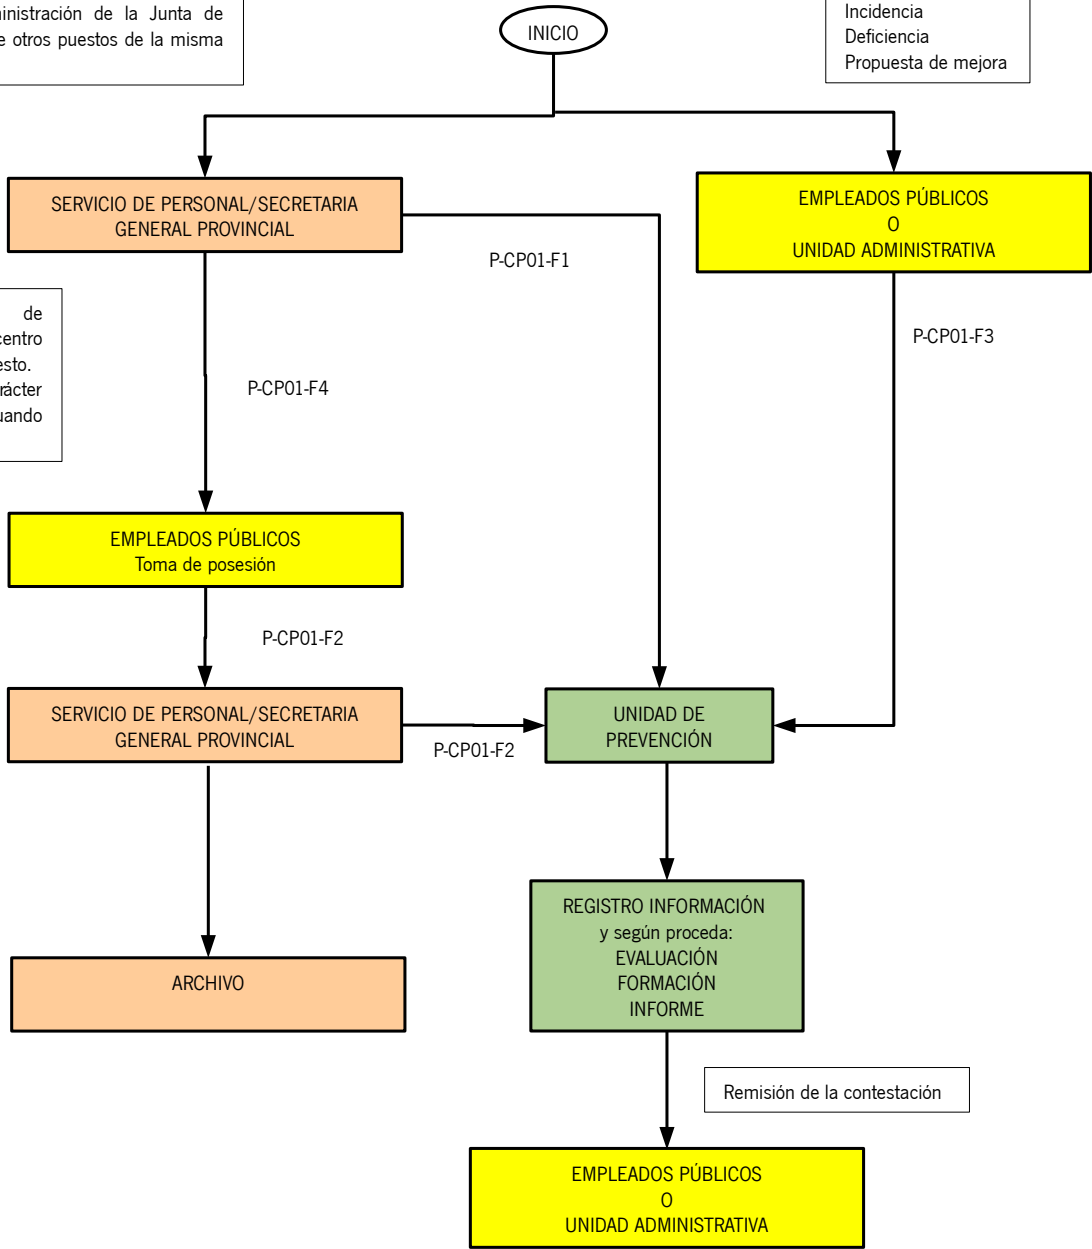 ministración de la Junta de
e otros puestos de la misma
INICIO
Incidencia
Deficiencia
Propuesta de mejora
SERVICIO DE PERSONAL/SECRETARIA
GENERAL PROVINCIAL
EMPLEADOS PÚBLICOS
O
UNIDAD ADMINISTRATIVA
P-CP01-F1
de
centro
esto.
rácter
uando
P-CP01-F3
P-CP01-F4
EMPLEADOS PÚBLICOS
Toma de posesión
P-CP01-F2
SERVICIO DE PERSONAL/SECRETARIA
GENERAL PROVINCIAL
P-CP01-F2
UNIDAD DE
PREVENCIÓN
REGISTRO INFORMACIÓN
y según proceda:
EVALUACIÓN
FORMACIÓN
INFORME
ARCHIVO
Remisión de la contestación
EMPLEADOS PÚBLICOS
O
UNIDAD ADMINISTRATIVA